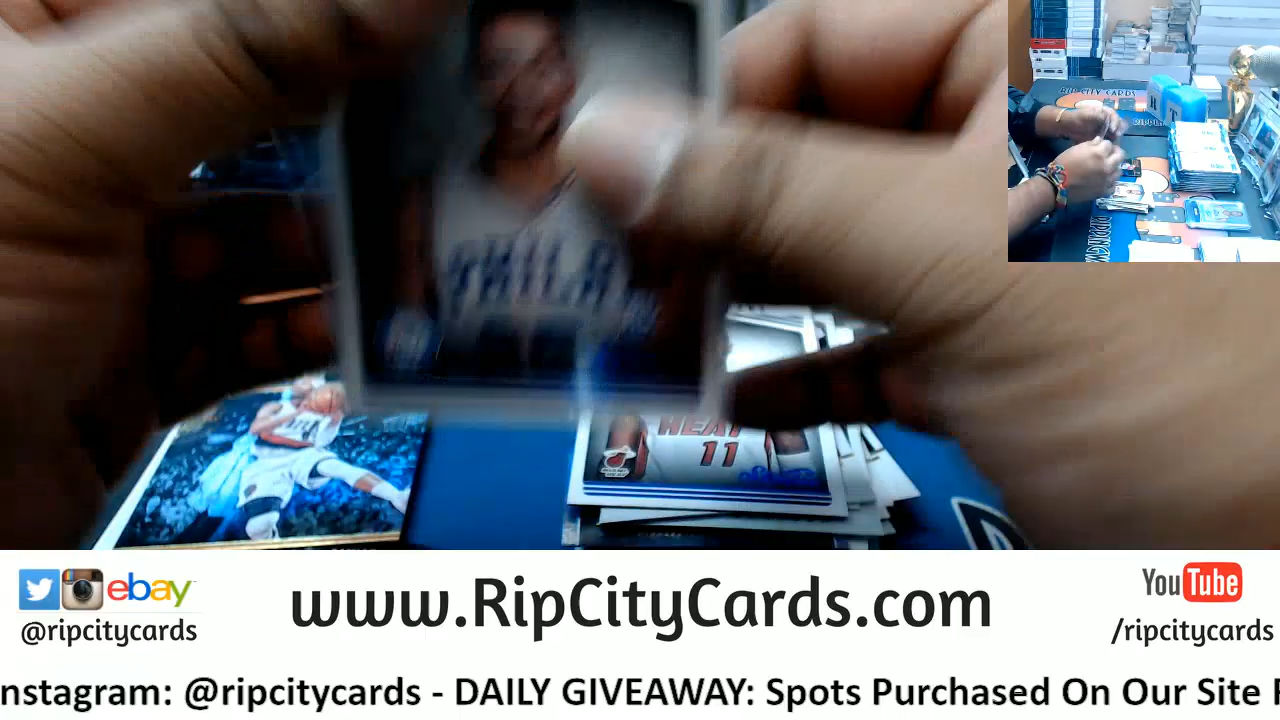 RIP CITY CARDS
PHILA
HEAT
11
ebay
@ripcitycards
www.RipCityCards.com
YouTube
/ripcitycards
nstagram: @ripcitycards - DAILY GIVEAWAY: Spots Purchased On Our Site